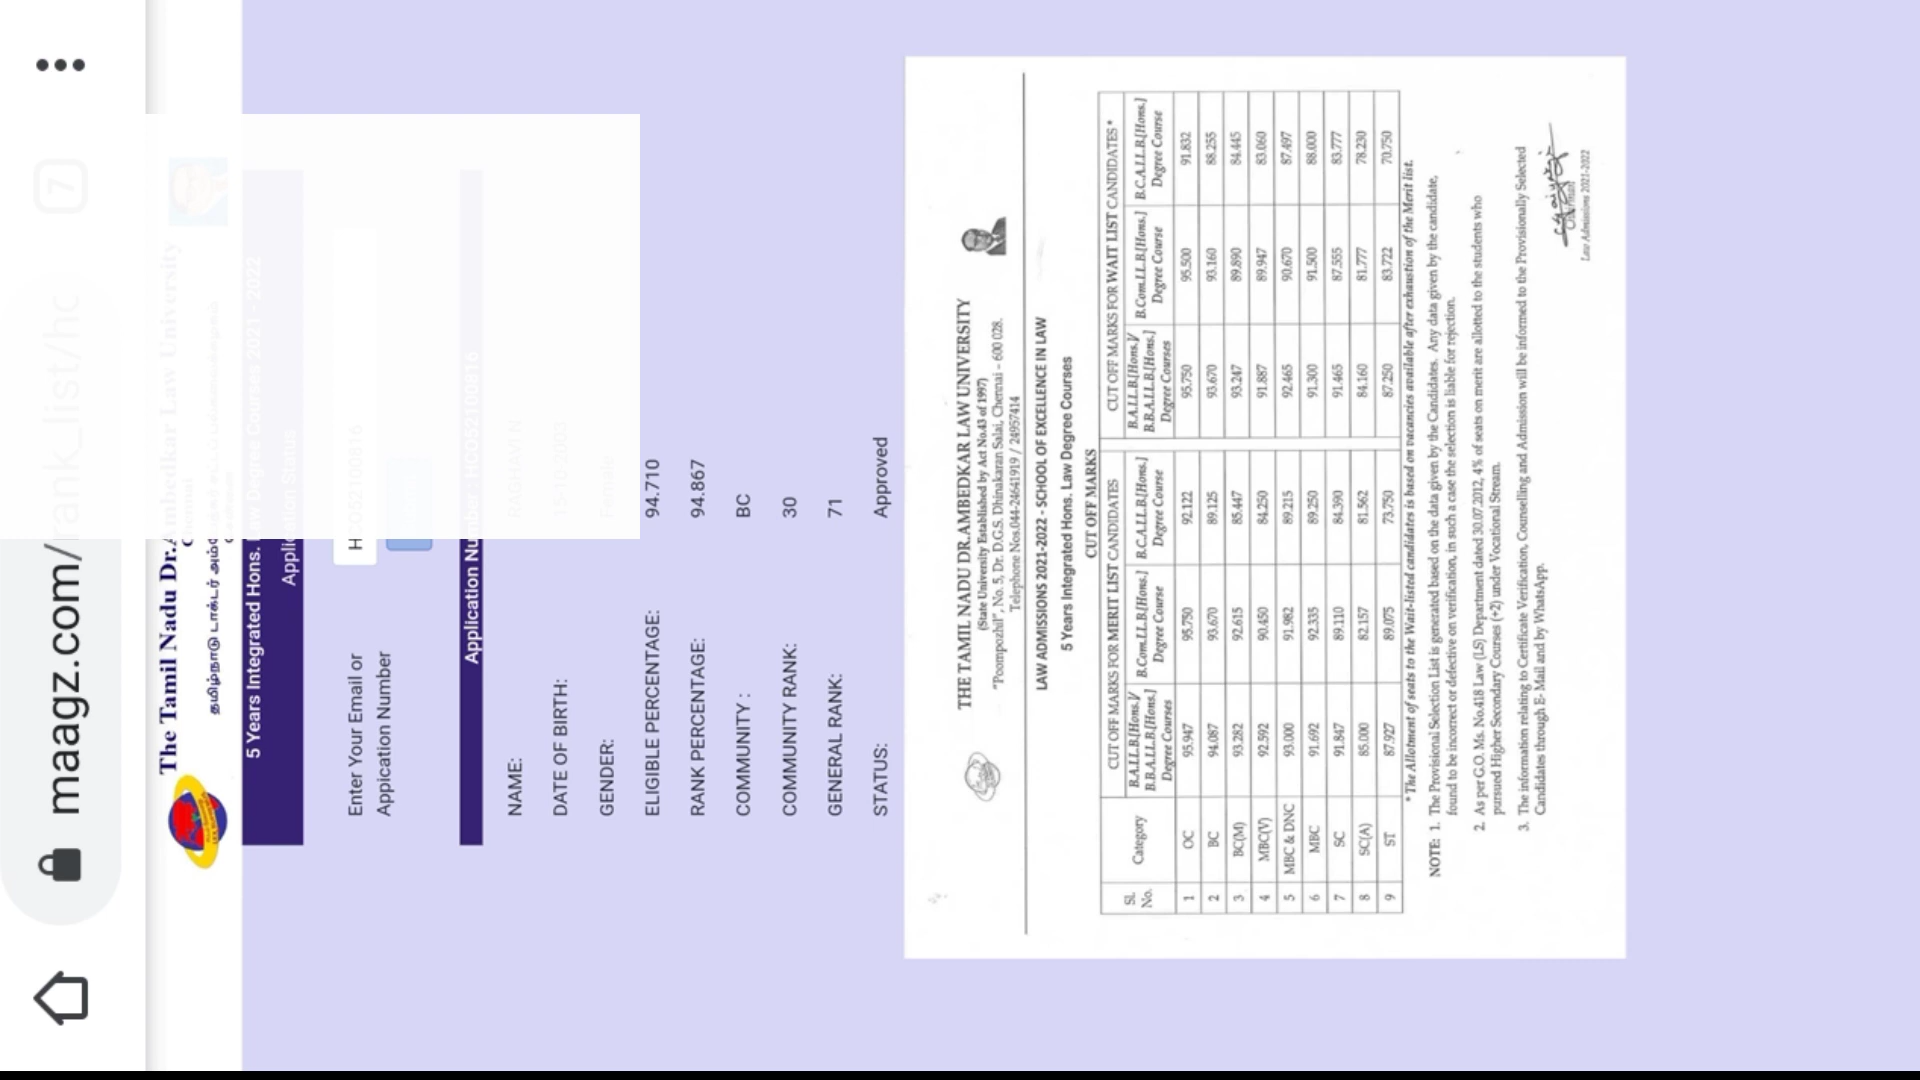 maagz.com/rank_list/hc
7
The Tamil Nadu Dr.Ambedkar Law University
5 Years Integrated Hons. Law Degree Courses 2021 - 2022
Application Status
Enter Your Email or
Appication Number
Application Number
NAME:
DATE OF BIRTH:
GENDER:
ELIGIBLE PERCENTAGE: 94.710
RANK PERCENTAGE: 94.867
COMMUNITY : BC
COMMUNITY RANK: 30
GENERAL RANK: 71
STATUS: Approved
THE TAMIL NADU DR.AMBEDKAR LAW UNIVERSITY
(State University Established by Act No.43 of 1997)
"Poompozhil", No. 5, Dr. D.G.S. Dhinakaran Salai, Chennai - 600 028.
Telephone Nos.044-24641919 / 24957414
LAW ADMISSIONS 2021-2022 - SCHOOL OF EXCELLENCE IN LAW
5 Years Integrated Hons. Law Degree Courses
CUT OFF MARKS
CUT OFF MARKS FOR MERIT LIST CANDIDATES CUT OFF MARKS FOR WAIT LIST CANDIDATES *
Sl. No. Category B.A.LL.B.[Hons.]/ B.B.A.LL.B.[Hons.] Degree Courses B.Com.LL.B.[Hons.] Degree Course B.C.A.LL.B.[Hons.] Degree Course B.A.LL.B.[Hons.]/ B.B.A.LL.B.[Hons.] Degree Courses B.Com.LL.B.[Hons.] Degree Course B.C.A.LL.B.[Hons.] Degree Course
1 OC 95.947 95.750 92.122 95.750 95.500 91.832
2 BC 94.087 93.670 89.125 93.670 93.160 88.255
3 BC(M) 93.282 92.615 85.447 93.247 89.890 84.445
4 MBC(V) 92.592 90.450 84.250 91.887 89.947 83.060
5 MBC & DNC 93.000 91.982 89.215 92.465 90.670 87.497
6 MBC 91.692 92.335 89.250 91.300 91.500 88.000
7 SC 91.847 89.110 84.390 91.465 87.555 83.777
8 SC(A) 85.000 82.157 81.562 84.160 81.777 78.230
9 ST 87.927 89.075 73.750 87.250 83.722 70.750
* The Allotment of seats to the Wait-listed candidates is based on vacancies available after exhaustion of the Merit list.
NOTE: 1. The Provisional Selection List is generated based on the data given by the Candidates. Any data given by the candidate,
found to be incorrect or defective on verification, in such a case the selection is liable for rejection.
2. As per G.O. Ms. No.418 Law (LS) Department dated 30.07.2012, 4% of seats on merit are allotted to the students who
pursued Higher Secondary Courses (+2) under Vocational Stream.
3. The information relating to Certificate Verification, Counselling and Admission will be informed to the Provisionally Selected
Candidates through E- Mail and by WhatsApp.
Chairman
Law Admissions 2021-2022